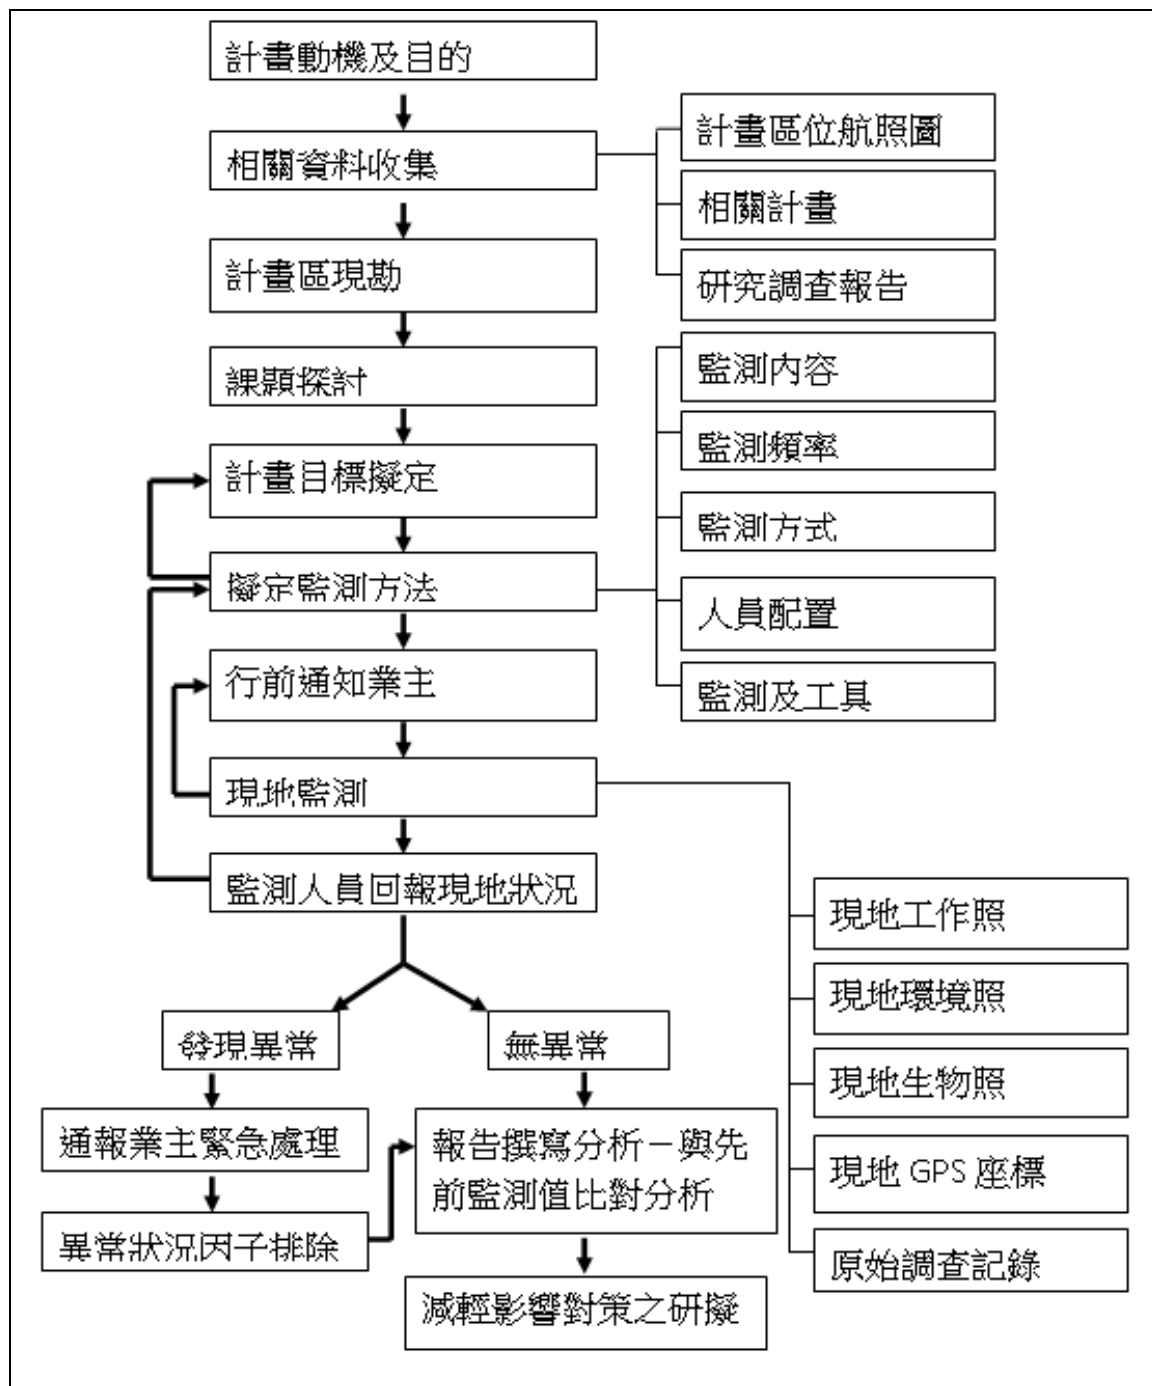 計畫動機及目的
相關資料收集
計畫區位航照圖
相關計畫
研究調查報告
計畫區現勘
課題探討
計畫目標擬定
擬定監測方法
監測內容
監測頻率
監測方式
人員配置
監測及工具
行前通知業主
現地監測
監測人員回報現地狀況
現地工作照
現地環境照
現地生物照
現地 GPS 座標
原始調查記錄
發現異常
無異常
通報業主緊急處理
異常狀況因子排除
報告撰寫分析－與先
前監測值比對分析
減輕影響對策之研擬